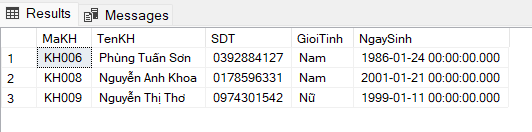 Results Messages
MaKH TenKH SDT GioiTinh NgaySinh
1 KH006 Phùng Tuấn Sơn 0392884127 Nam 1986-01-24 00:00:00.000
2 KH008 Nguyễn Anh Khoa 0178596331 Nam 2001-01-21 00:00:00.000
3 KH009 Nguyễn Thị Thơ 0974301542 Nữ 1999-01-11 00:00:00.000